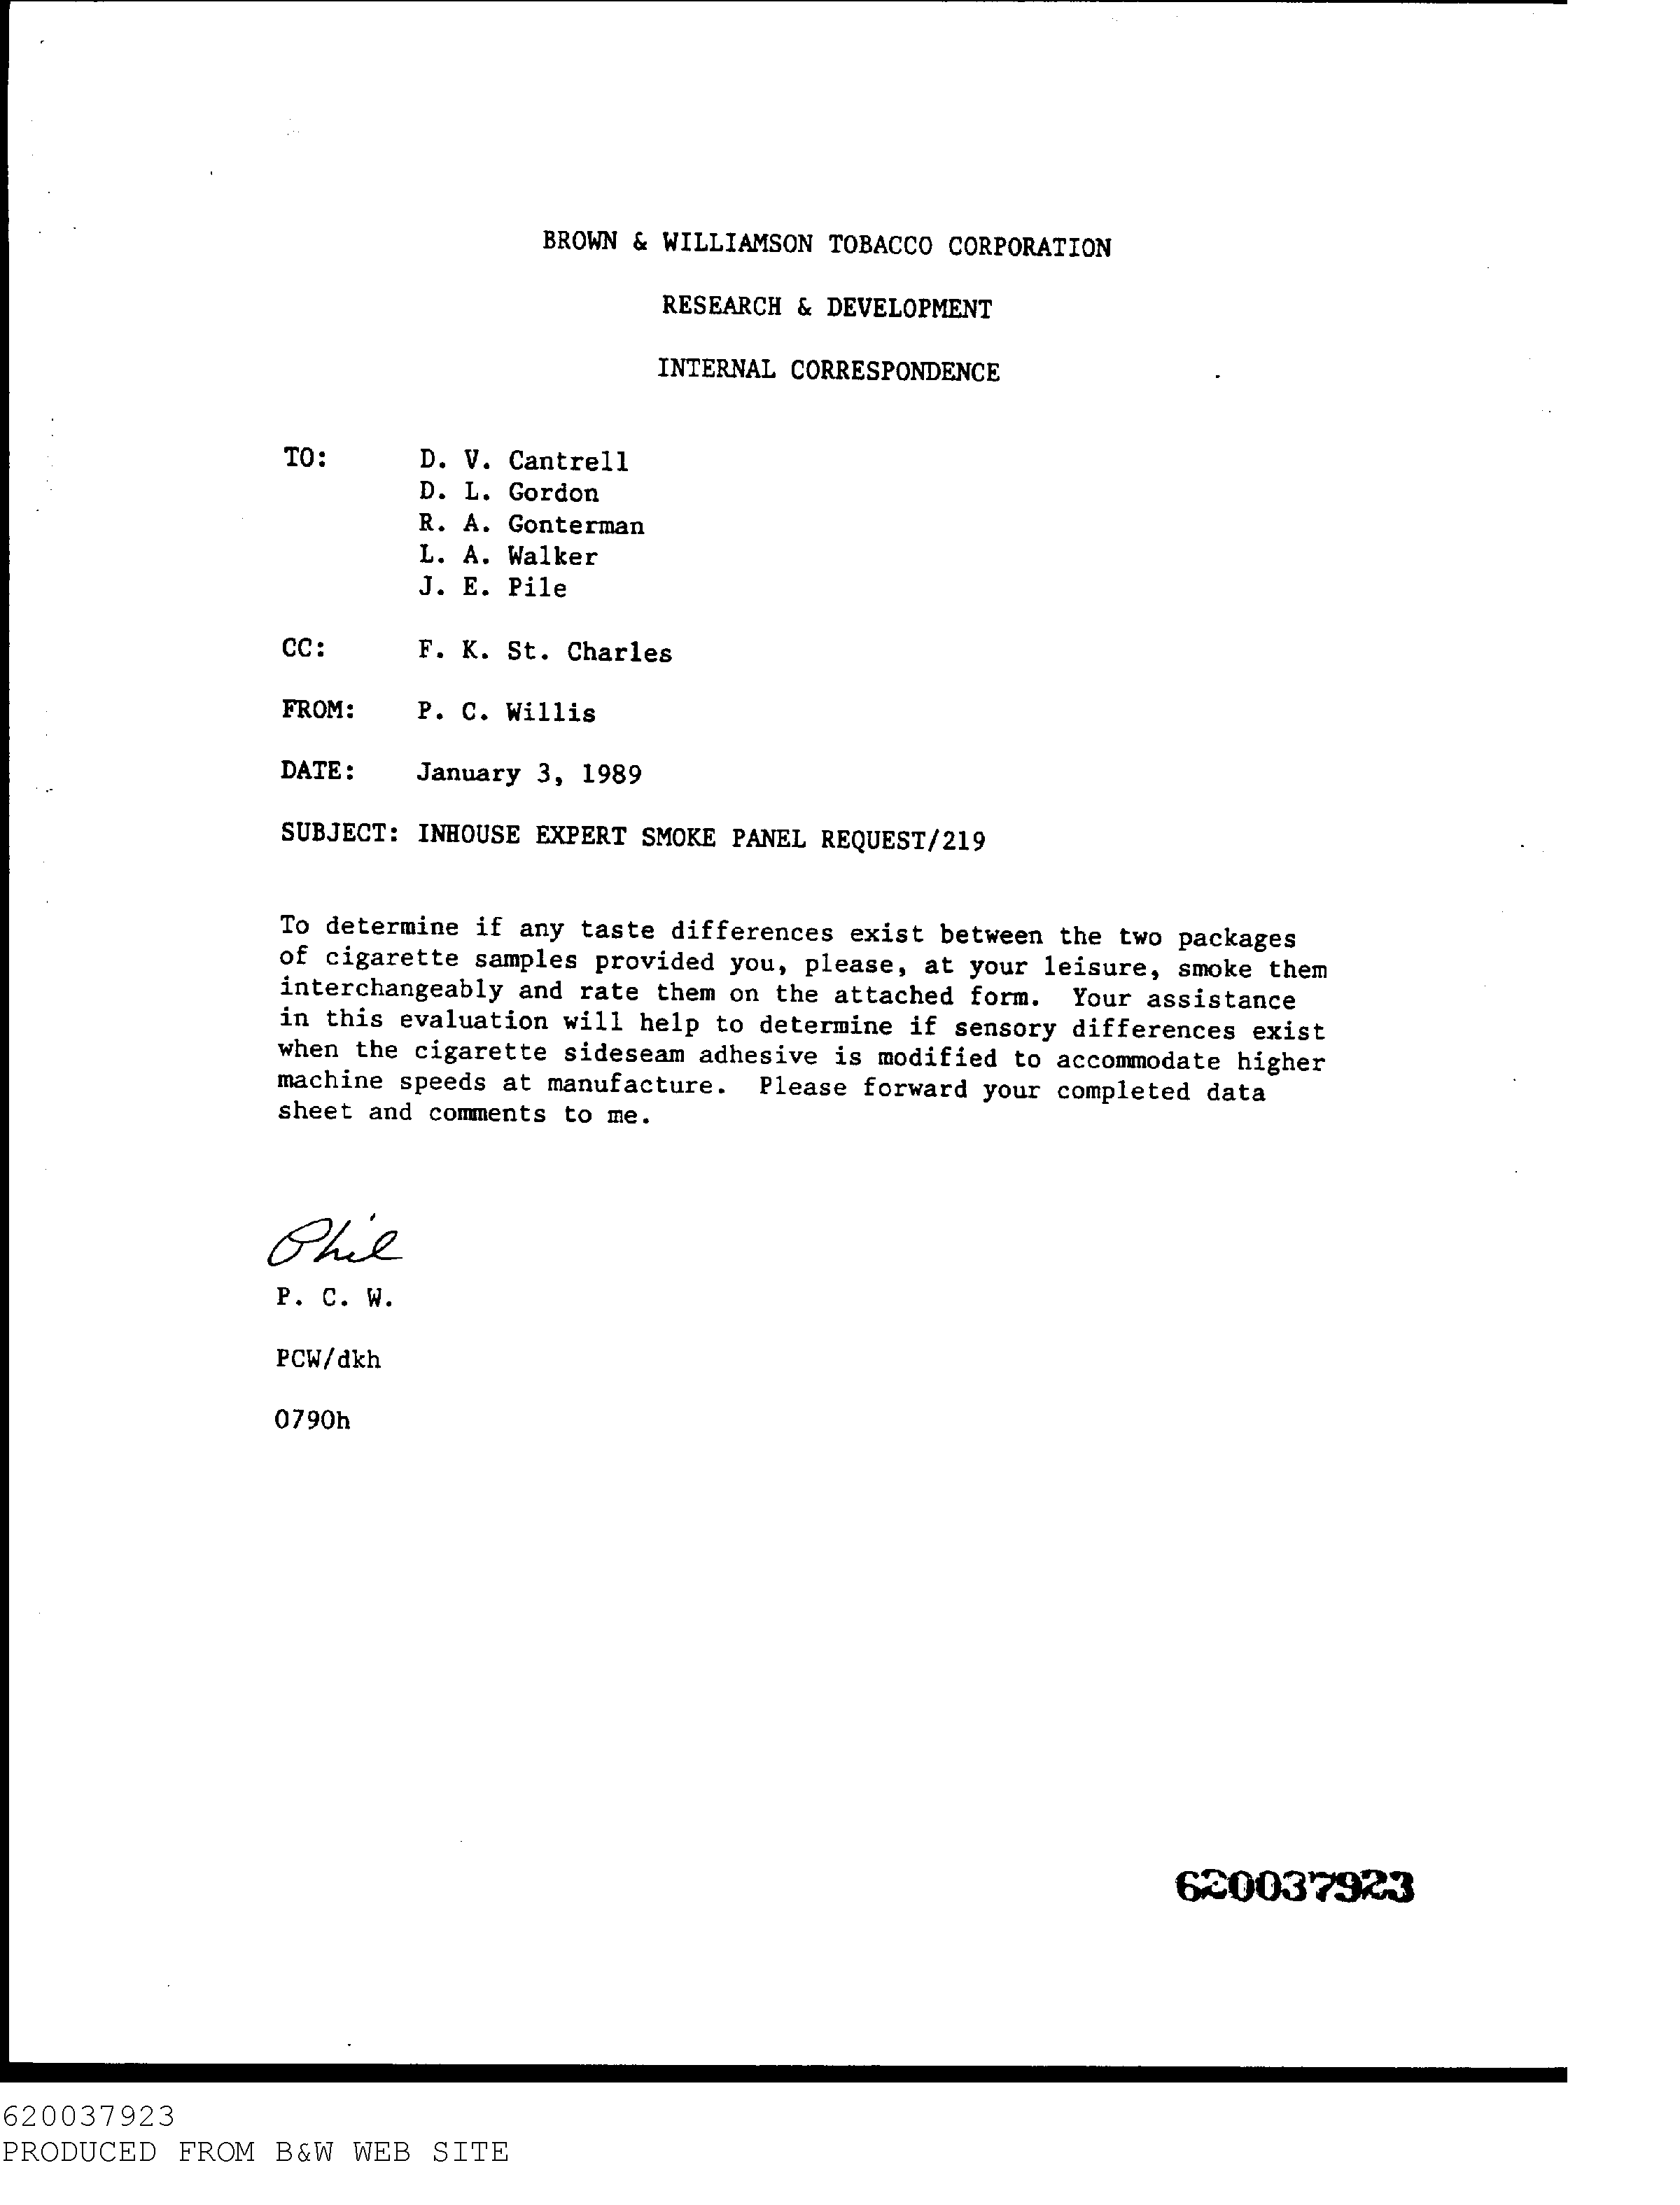 BROWN & WILLIAMSON TOBACCO CORPORATION
RESEARCH & DEVELOPMENT
INTERNAL CORRESPONDENCE
TO: D. V. Cantrell
D. L. Gordon
R. A. Gonterman
L. A. Walker
J. E. Pile
CC: F. K. St. Charles
FROM: P. C. Willis
DATE: January 3, 1989
SUBJECT: INHOUSE EXPERT SMOKE PANEL REQUEST/219
To determine if any taste differences exist between the two packages
of cigarette samples provided you, please, at your leisure, smoke them
interchangeably and rate them on the attached form. Your assistance
in this evaluation will help to determine if sensory differences exist
when the cigarette sideseam adhesive is modified to accommodate higher
machine speeds at manufacture. Please forward your completed data
sheet and comments to me.
Phil
P. C. W.
PCW/dkh
0790h
620037923
620037923
PRODUCED FROM B&W WEB SITE